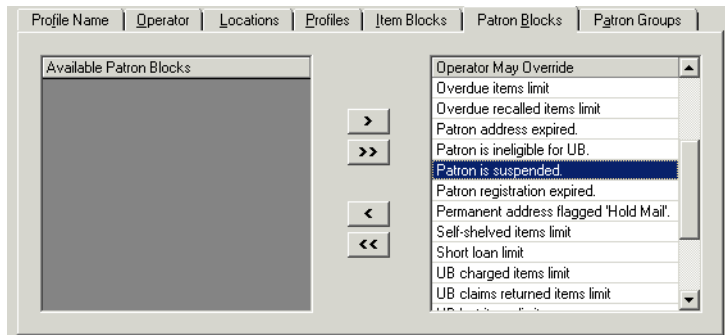 Profile Name
Operator
Locations
Profiles
Item Blocks
Patron Blocks
Patron Groups
Available Patron Blocks
>
>>
<
<<
Operator May Override
Overdue items limit
Overdue recalled items limit
Patron address expired.
Patron is ineligible for UB.
Patron is suspended.
Patron registration expired.
Permanent address flagged 'Hold Mail'.
Self-shelved items limit
Short loan limit
UB charged items limit
UB claims returned items limit